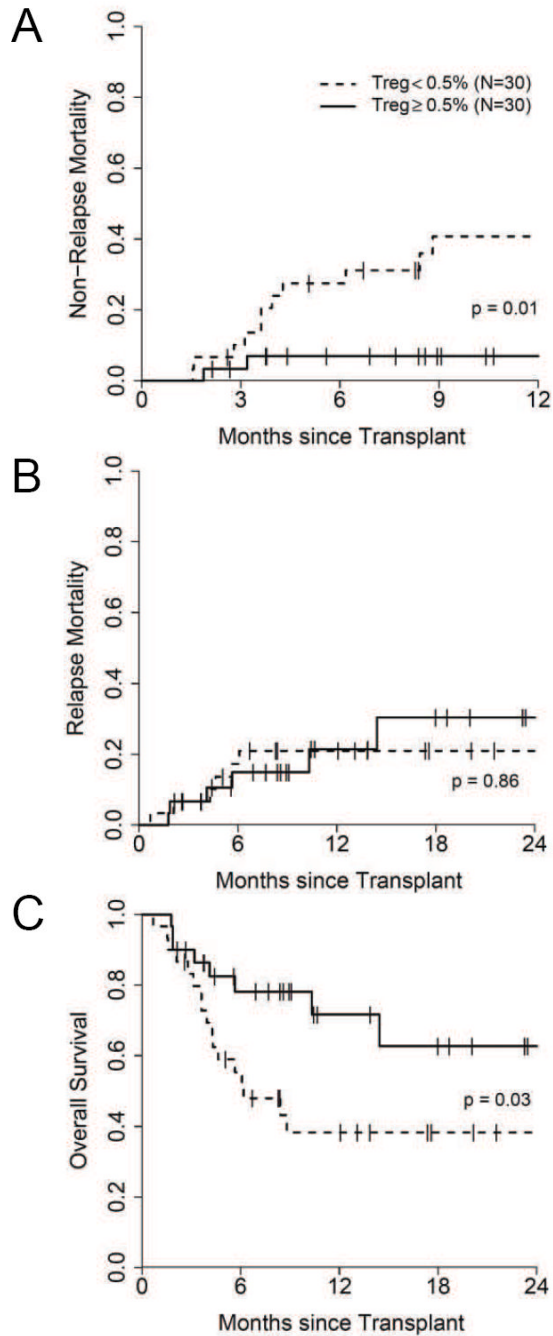 A
Non-Relapse Mortality
1.0
0.8
0.6
0.4
0.2
0.0
Treg < 0.5% (N=30)
Treg ≥ 0.5% (N=30)
p = 0.01
0 3 6 9 12
Months since Transplant
B
Relapse Mortality
1.0
0.8
0.6
0.4
0.2
0.0
p = 0.86
0 6 12 18 24
Months since Transplant
C
Overall Survival
1.0
0.8
0.6
0.4
0.2
0.0
p = 0.03
0 6 12 18 24
Months since Transplant